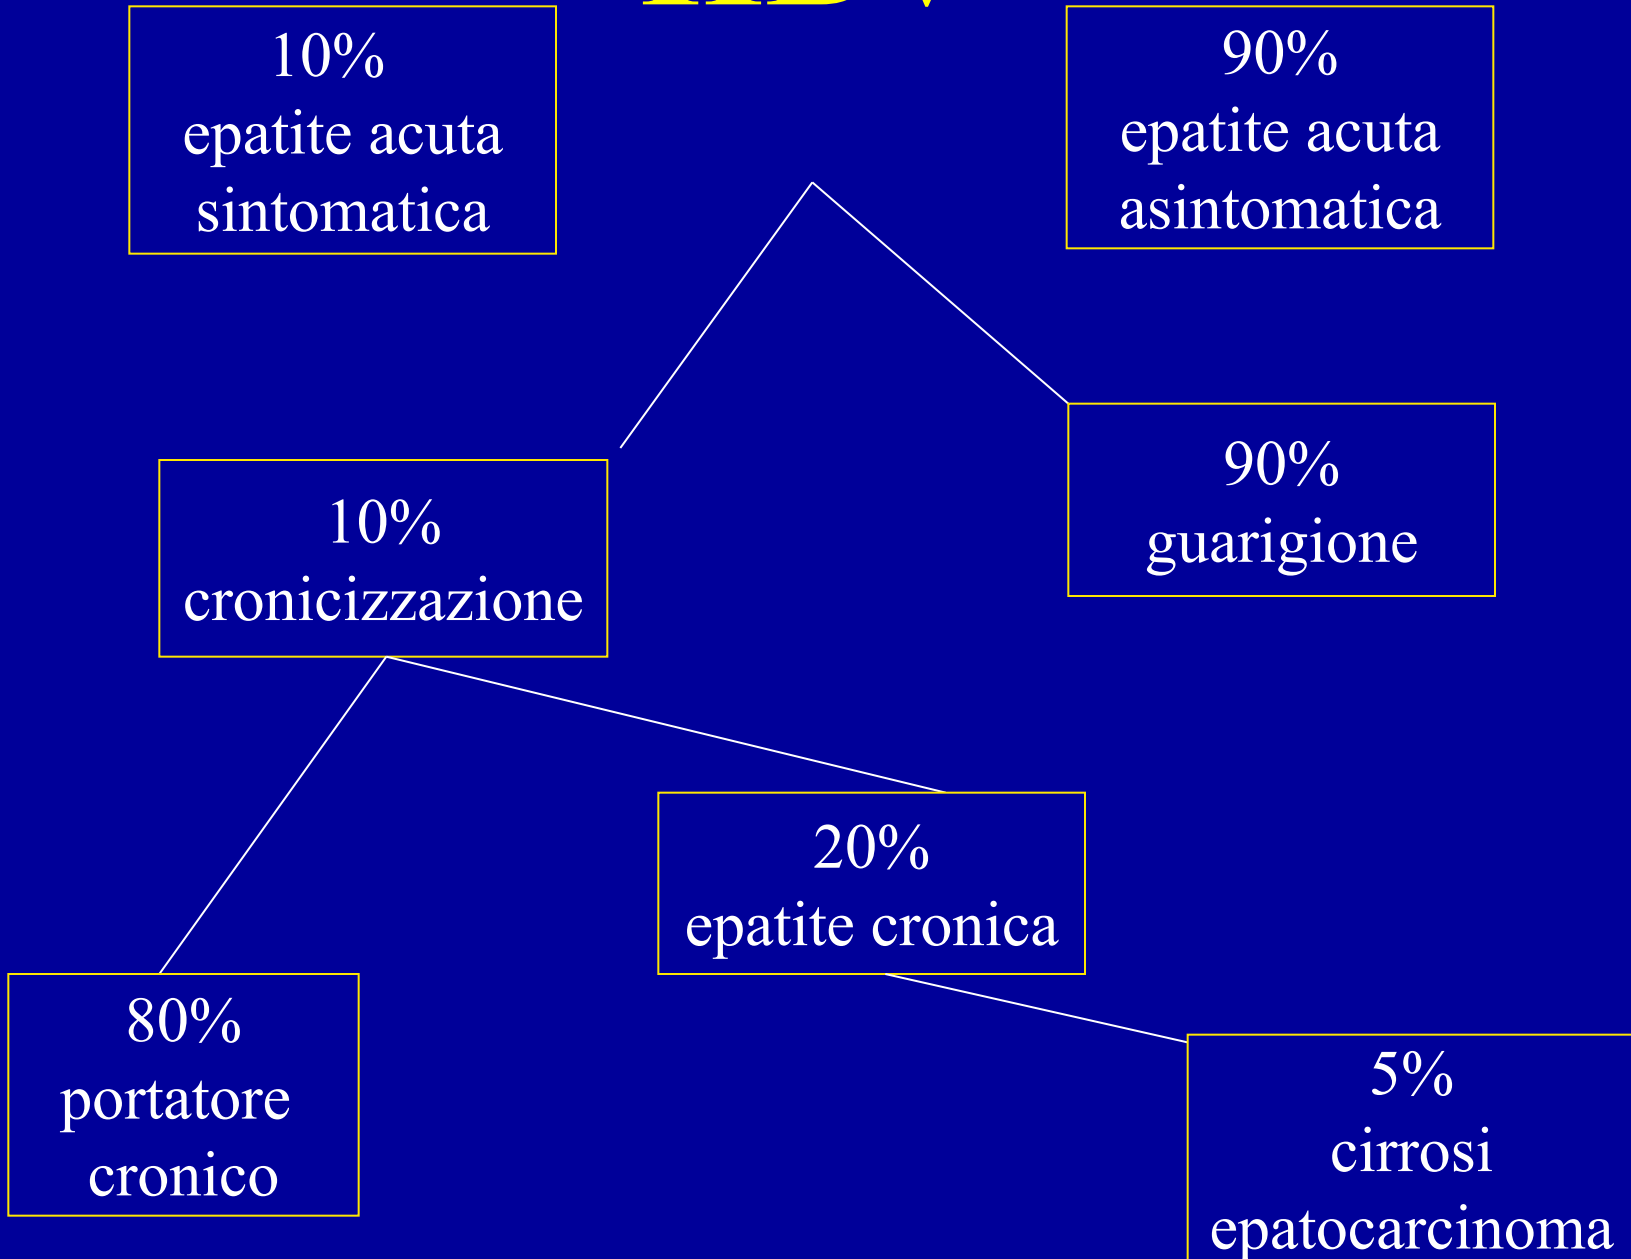 10%
epatite acuta
sintomatica
90%
epatite acuta
asintomatica
10%
cronicizzazione
90%
guarigione
20%
epatite cronica
80%
portatore
cronico
5%
cirrosi
epatocarcinoma